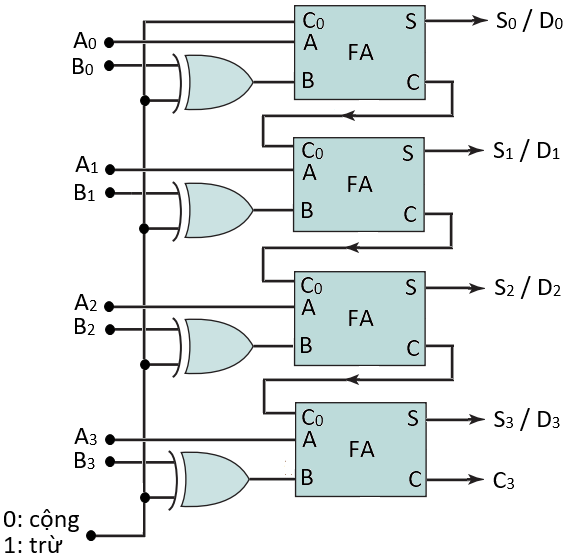 C0 S S0 / D0
A0 A FA
B0 B C
C0 S S1 / D1
A1 A FA
B1 B C
C0 S S2 / D2
A2 A FA
B2 B C
C0 S S3 / D3
A3 A FA
B3 B C C3
0: cộng
1: trừ